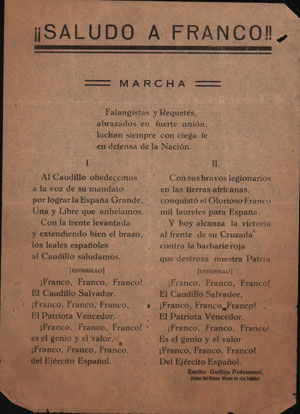 ¡¡SALUDO A FRANCO!!
MARCHA
Falangistas y Requetés,
abrazados en fuerte unión,
luchan siempre con ciega fe
en defensa de la Nación.
I.
Al Caudillo obedecemos
a la voz de su mandato
por lograr la España Grande,
Una y Libre que anhelamos.
Con la frente levantada
y extendiendo bien el brazo,
los leales españoles
al Caudillo saludamos.
(ESTRIBILLO)
¡Franco, Franco, Franco!
El Caudillo Salvador.
¡Franco, Franco, Franco,
El Patriota Vencedor.
¡Franco, Franco, Franco!
es el genio y el valor,
¡Franco, Franco, Franco!
Del Ejército Español.
II.
Con sus bravos legionarios
en las tierras africanas,
conquistó el Glorioso Franco
mil laureles para España.
Y hoy alcanza la victoria
al frente de su Cruzada
contra la barbarie roja
que destroza nuestra Patria
(ESTRIBILLO)
¡Franco, Franco, Franco!
El Caudillo Salvador.
¡Franco, Franco, Franco!
El Patriota Vencedor.
¡Franco, Franco, Franco!
Es el genio y el valor
¡Franco, Franco, Franco!
Del Ejército Español.
Emilio Guillén Pedemonti.